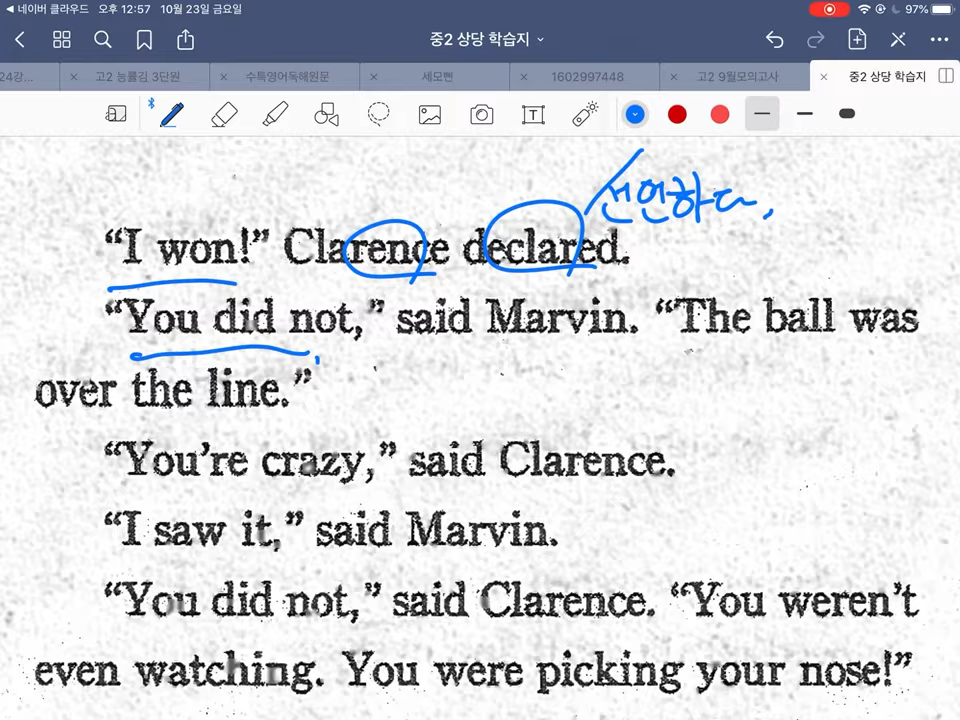 네이버 클라우드 오후 12:57 10월 23일 금요일 97%
중2 상당 학습지
24강... 고2 능률김 3단원 수특영어독해원문 세모뻔 1602997448 고2 9월모의고사 중2 상당 학습지
선언하다,
“I won!” Clarence declared.
“You did not,” said Marvin. “The ball was
over the line.”
“You’re crazy,” said Clarence.
“I saw it,” said Marvin.
“You did not,” said Clarence. “You weren’t
even watching. You were picking your nose!”